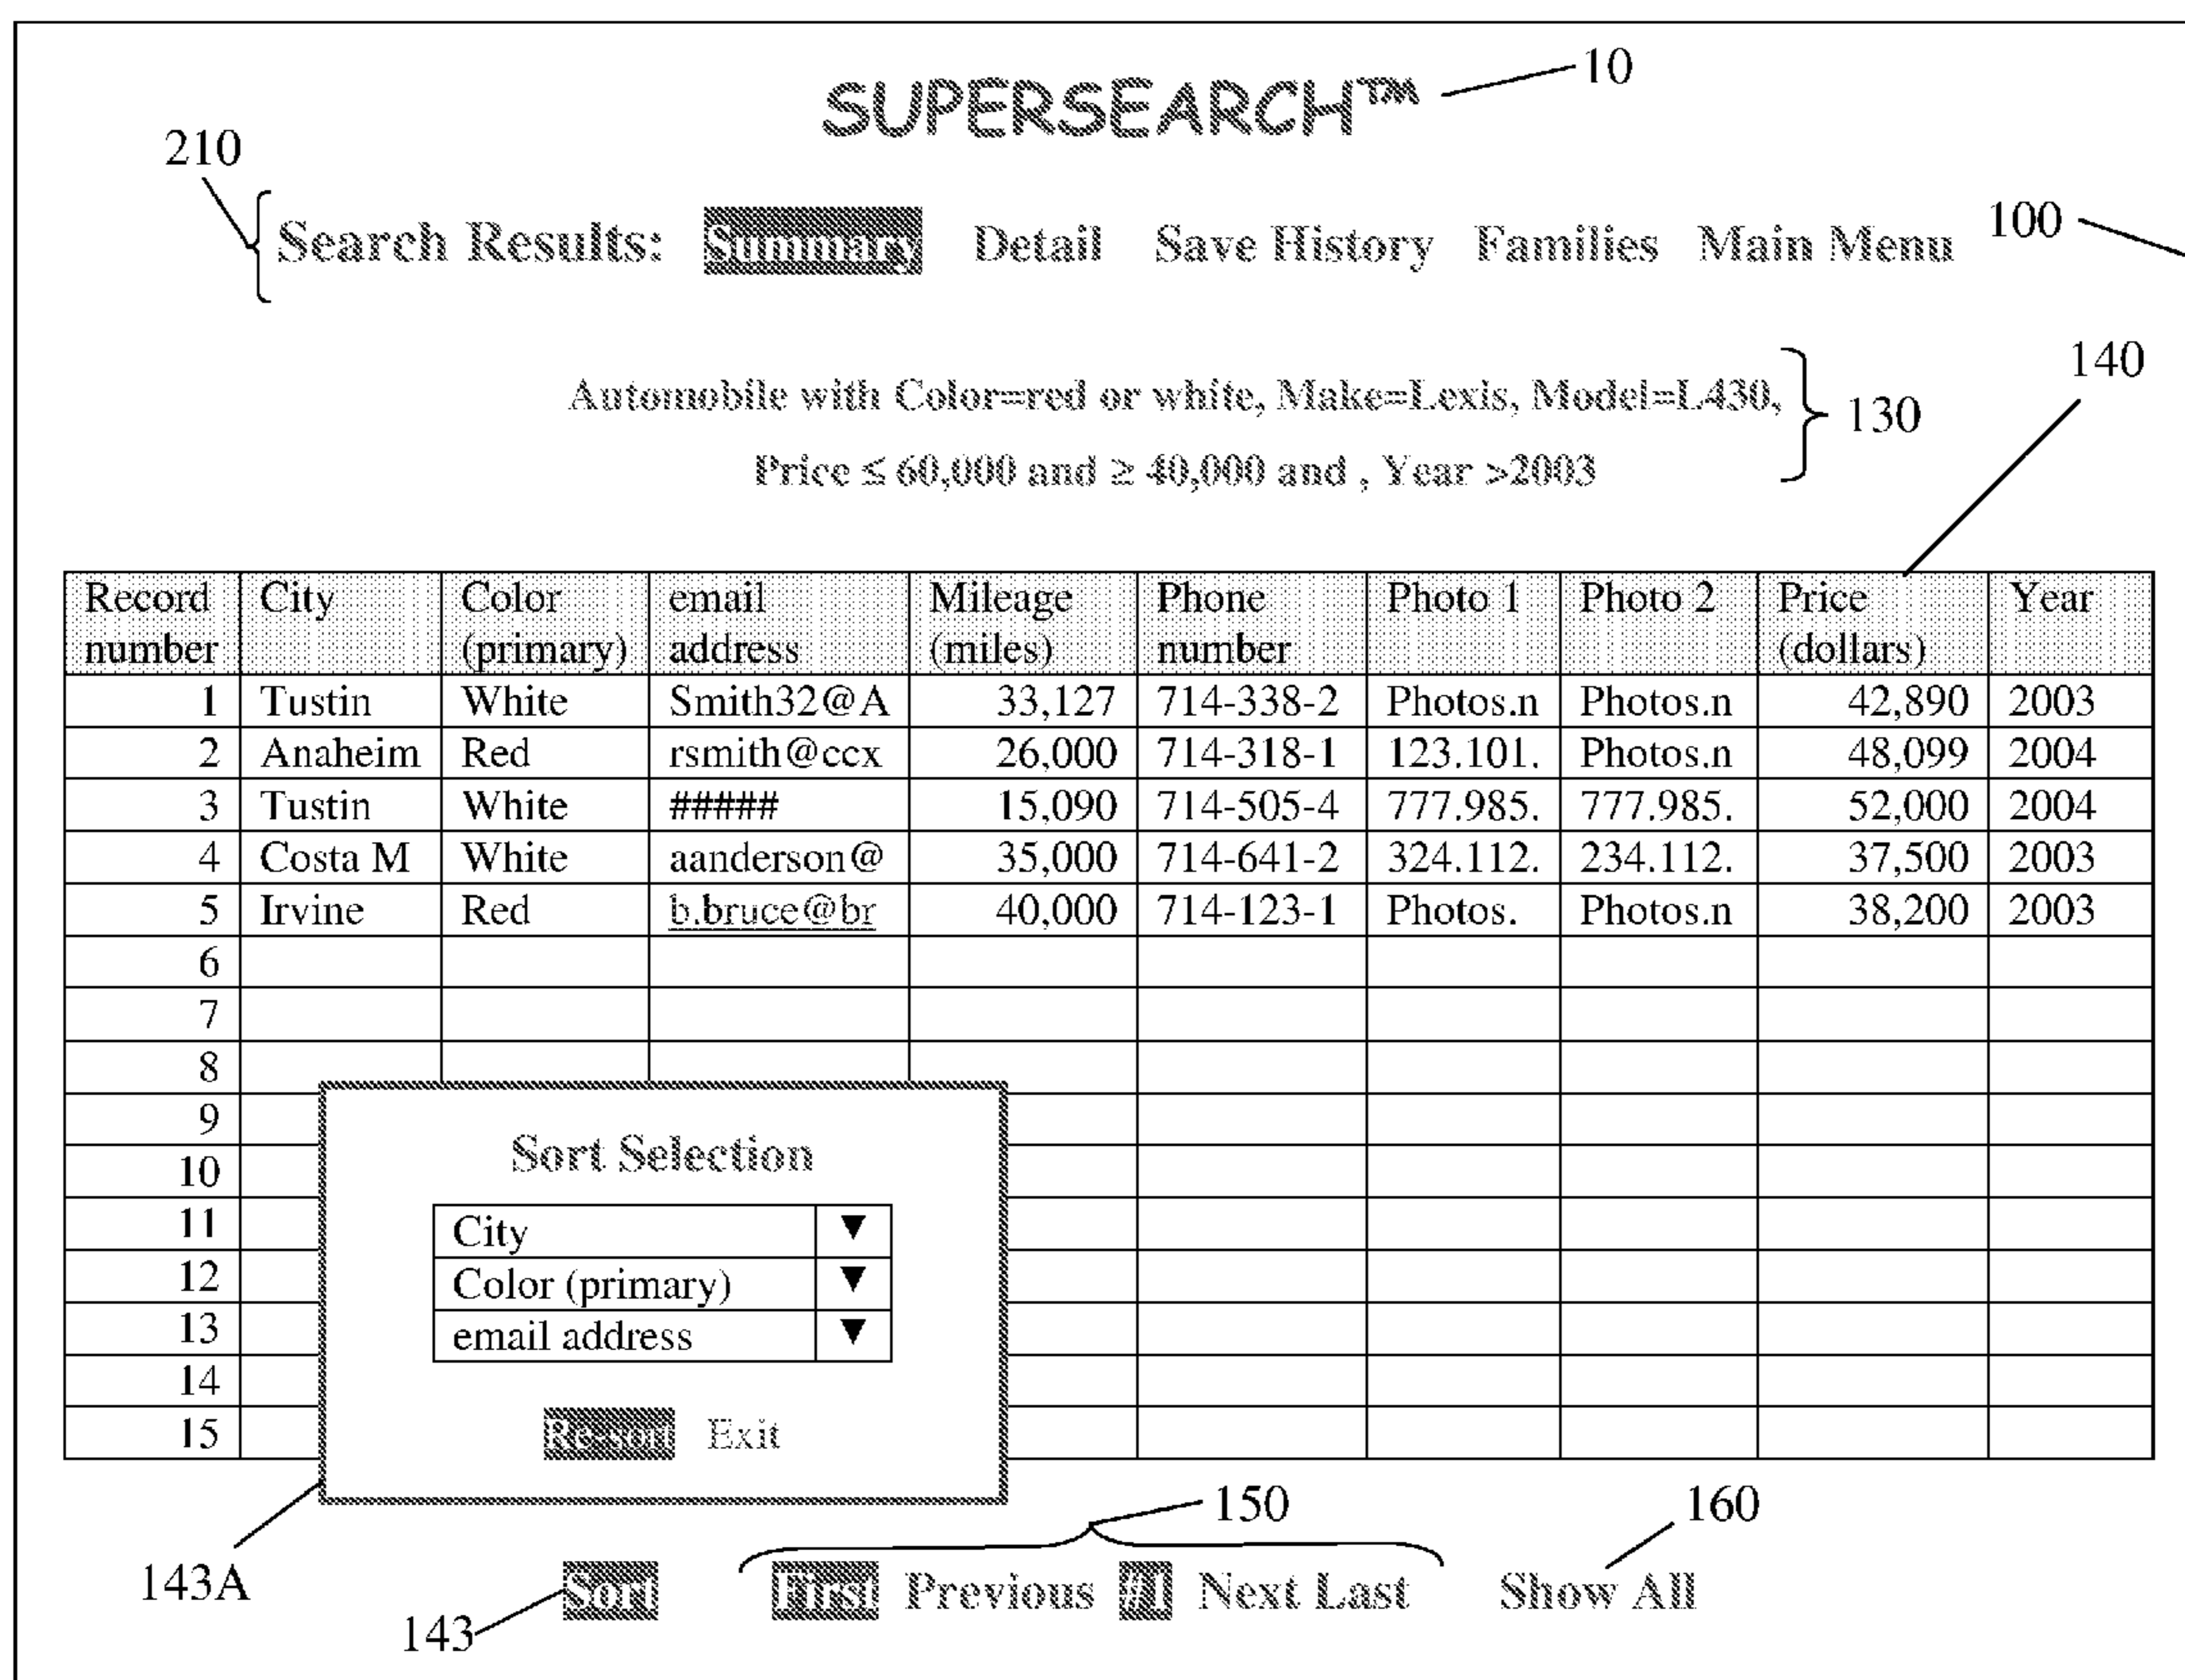 SUPERSEARCH™ 10
210
Search Results: Summary Detail Save History Families Main Menu 100
140
Automobile with Color=red or white, Make=Lexis, Model=L430,
130
Price ≤ 60,000 and ≥ 40,000 and , Year >2003
Record number City Color (primary) email address Mileage (miles) Phone number Photo 1 Photo 2 Price (dollars) Year
1 Tustin White Smith32@A 33,127 714-338-2 Photos.n Photos.n 42,890 2003
2 Anaheim Red rsmith@ccx 26,000 714-318-1 123.101. Photos.n 48,099 2004
3 Tustin White ##### 15,090 714-505-4 777.985. 777.985. 52,000 2004
4 Costa M White aanderson@ 35,000 714-641-2 324.112. 234.112. 37,500 2003
5 Irvine Red b.bruce@br 40,000 714-123-1 Photos. Photos.n 38,200 2003
6
7
8
9
10
11
12
13
14
15
Sort Selection
City ▼
Color (primary) ▼
email address ▼
Re-sort Exit
150 160
143A
Sort First Previous #1 Next Last Show All
143